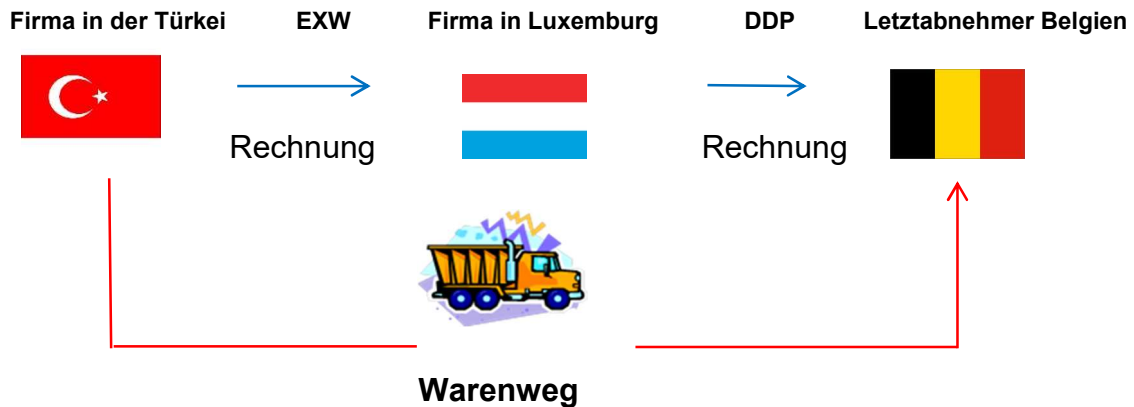 Firma in der Türkei EXW Firma in Luxemburg DDP Letztabnehmer Belgien
Rechnung Rechnung
Warenweg